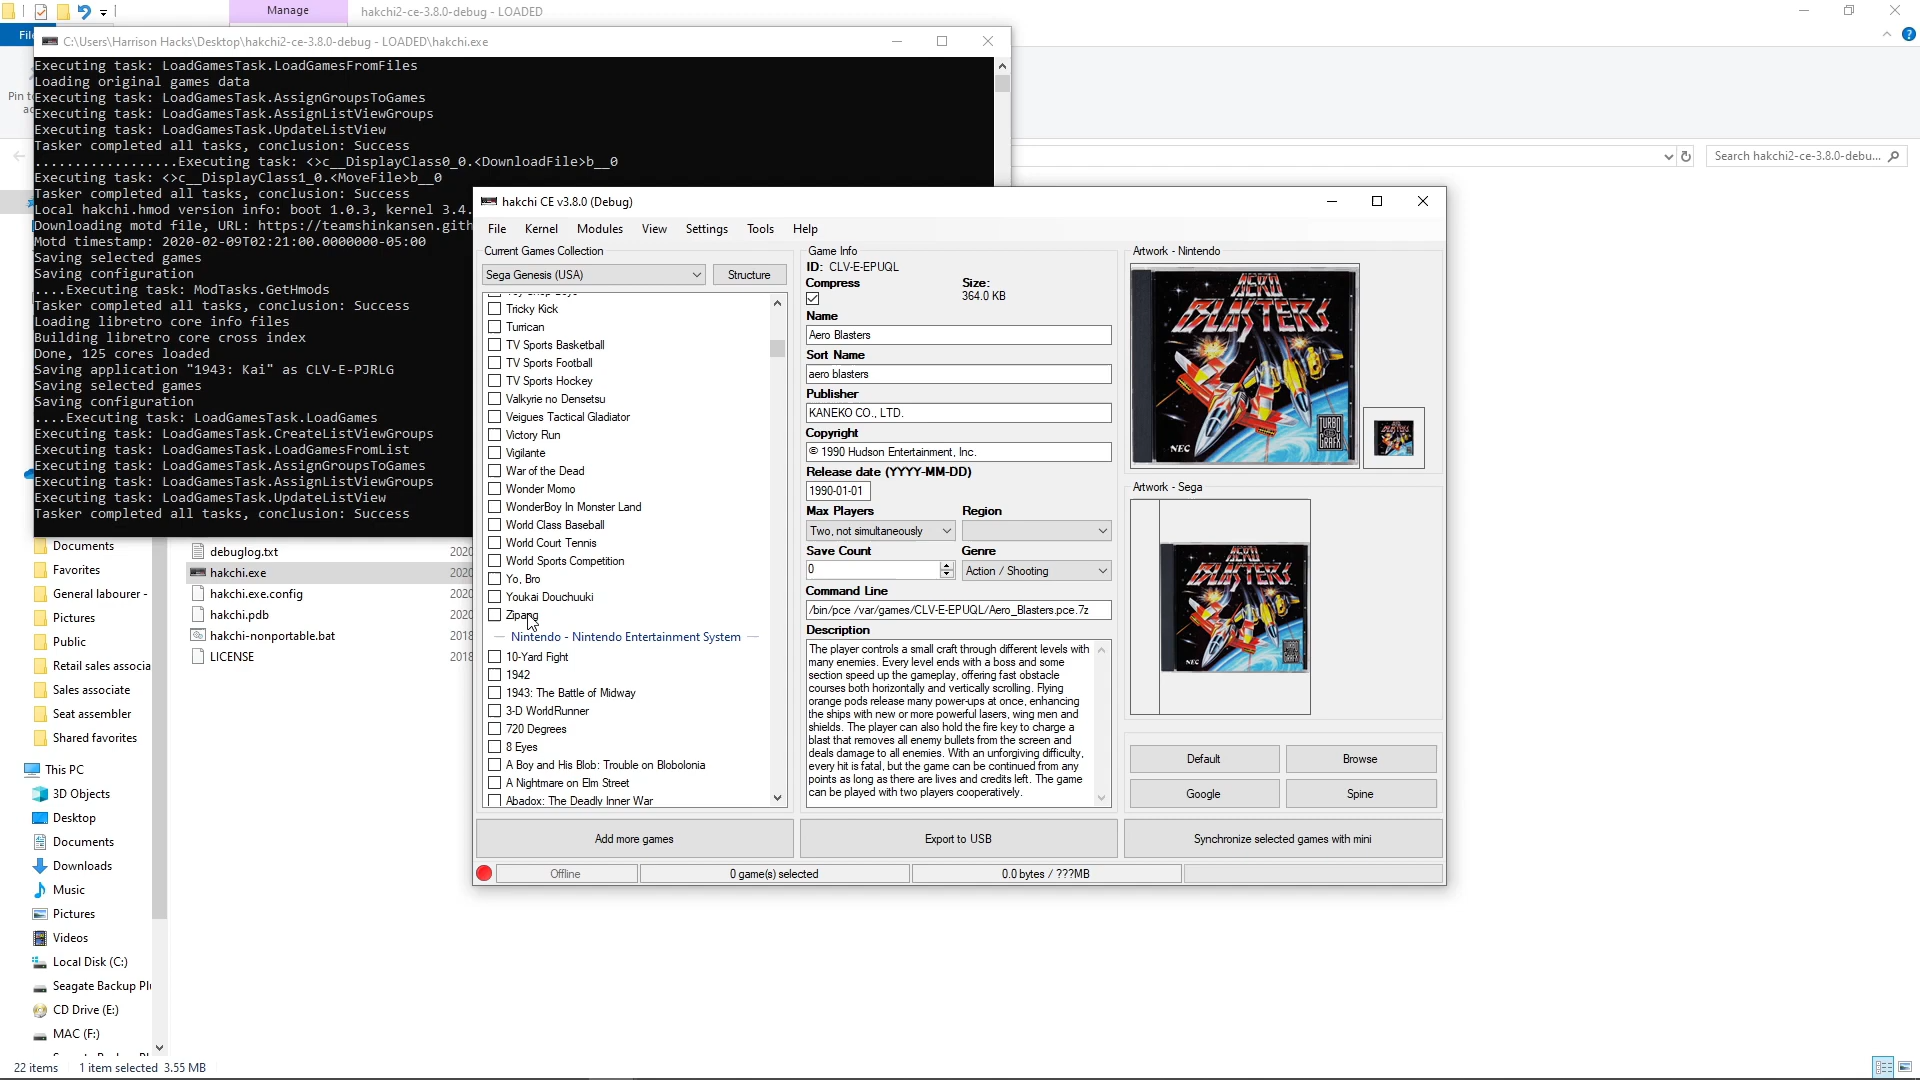 Manage
hakchi2-ce-3.8.0-debug - LOADED
File
C:\Users\Harrison Hacks\Desktop\hakchi2-ce-3.8.0-debug - LOADED\hakchi.exe
Executing task: LoadGamesTask.LoadGamesFromFiles
Loading original games data
Executing task: LoadGamesTask.AssignGroupsToGames
Executing task: LoadGamesTask.AssignListViewGroups
Executing task: LoadGamesTask.UpdateListView
Tasker completed all tasks, conclusion: Success
..................Executing task: <>c__DisplayClass0_0.<DownloadFile>b__0
Executing task: <>c__DisplayClass1_0.<MoveFile>b__0
Tasker completed all tasks, conclusion: Success
Local hakchi.hmod version info: boot 1.0.3, kernel 3.4.
Downloading motd file, URL: https://teamshinkansen.gith
Motd timestamp: 2020-02-09T02:21:00.0000000-05:00
Saving selected games
Saving configuration
....Executing task: ModTasks.GetHmods
Tasker completed all tasks, conclusion: Success
Loading libretro core info files
Building libretro core cross index
Done, 125 cores loaded
Saving application "1943: Kai" as CLV-E-PJRLG
Saving selected games
Saving configuration
....Executing task: LoadGamesTask.LoadGames
Executing task: LoadGamesTask.CreateListViewGroups
Executing task: LoadGamesTask.LoadGamesFromList
Executing task: LoadGamesTask.AssignGroupsToGames
Executing task: LoadGamesTask.AssignListViewGroups
Executing task: LoadGamesTask.UpdateListView
Tasker completed all tasks, conclusion: Success
Pin to
Search hakchi2-ce-3.8.0-debu...
Documents
Favorites
General labourer -
Pictures
Public
Retail sales associa
Sales associate
Seat assembler
Shared favorites
This PC
3D Objects
Desktop
Documents
Downloads
Music
Pictures
Videos
Local Disk (C:)
Seagate Backup Plu
CD Drive (E:)
MAC (F:)
debuglog.txt 2020
hakchi.exe 2020
hakchi.exe.config 2020
hakchi.pdb 2020
hakchi-nonportable.bat 2018
LICENSE 2018
22 items 1 item selected 3.55 MB
hakchi CE v3.8.0 (Debug)
File Kernel Modules View Settings Tools Help
Current Games Collection
Sega Genesis (USA)
Structure
Tricky Kick
Turrican
TV Sports Basketball
TV Sports Football
TV Sports Hockey
Valkyrie no Densetsu
Veigues Tactical Gladiator
Victory Run
Vigilante
War of the Dead
Wonder Momo
WonderBoy In Monster Land
World Class Baseball
World Court Tennis
World Sports Competition
Yo, Bro
Youkai Douchuuki
Zipang
Nintendo - Nintendo Entertainment System
10-Yard Fight
1942
1943: The Battle of Midway
3-D WorldRunner
720 Degrees
8 Eyes
A Boy and His Blob: Trouble on Blobolonia
A Nightmare on Elm Street
Abadox: The Deadly Inner War
Game Info
ID: CLV-E-EPUQL
Compress
Size:
364.0 KB
Name
Aero Blasters
Sort Name
aero blasters
Publisher
KANEKO CO., LTD.
Copyright
© 1990 Hudson Entertainment, Inc.
Release date (YYYY-MM-DD)
1990-01-01
Max Players
Region
Two, not simultaneously
Save Count
Genre
0
Action / Shooting
Command Line
/bin/pce /var/games/CLV-E-EPUQL/Aero_Blasters.pce.7z
Description
The player controls a small craft through different levels with
many enemies. Every level ends with a boss and some
section speed up the gameplay, offering fast obstacle
courses both horizontally and vertically scrolling. Flying
orange pods release many power-ups at once, enhancing
the ships with new or more powerful lasers, wing men and
shields. The player can also hold the fire key to charge a
blast that removes all enemy bullets from the screen and
deals damage to all enemies. With an unforgiving difficulty,
every hit is fatal, but the game can be continued from any
points as long as there are lives and credits left. The game
can be played with two players cooperatively.
Artwork - Nintendo
AERO
BLASTERS
NEC
TURBO
GRAFX
Artwork - Sega
AERO
BLASTERS
NEC
Default
Browse
Google
Spine
Add more games
Export to USB
Synchronize selected games with mini
Offline
0 game(s) selected
0.0 bytes / ???MB